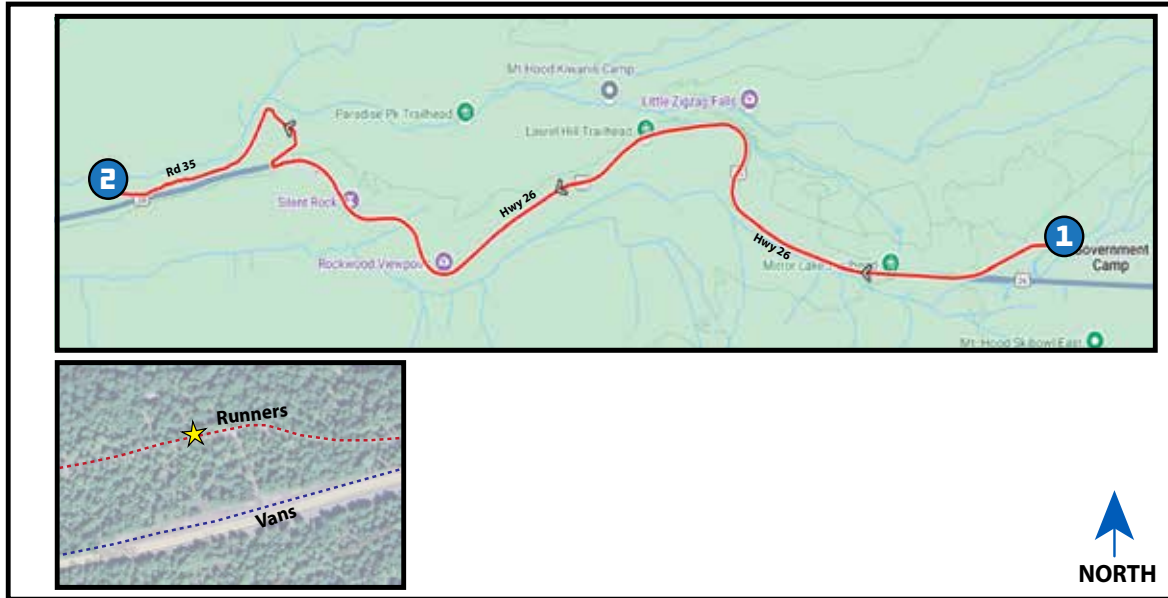 Mt Hood Kiwanis Camp
Little Zigzag Falls
Paradise Pk Trailhead
Laurel Hill Trailhead
Rd 35
2
26
Silent Rock
Hwy 26
Rockwood Viewpoi
Hwy 26
1
Government
Camp
Mirror Lake
26
Mt. Hood Skibowl East
Runners
Vans
NORTH